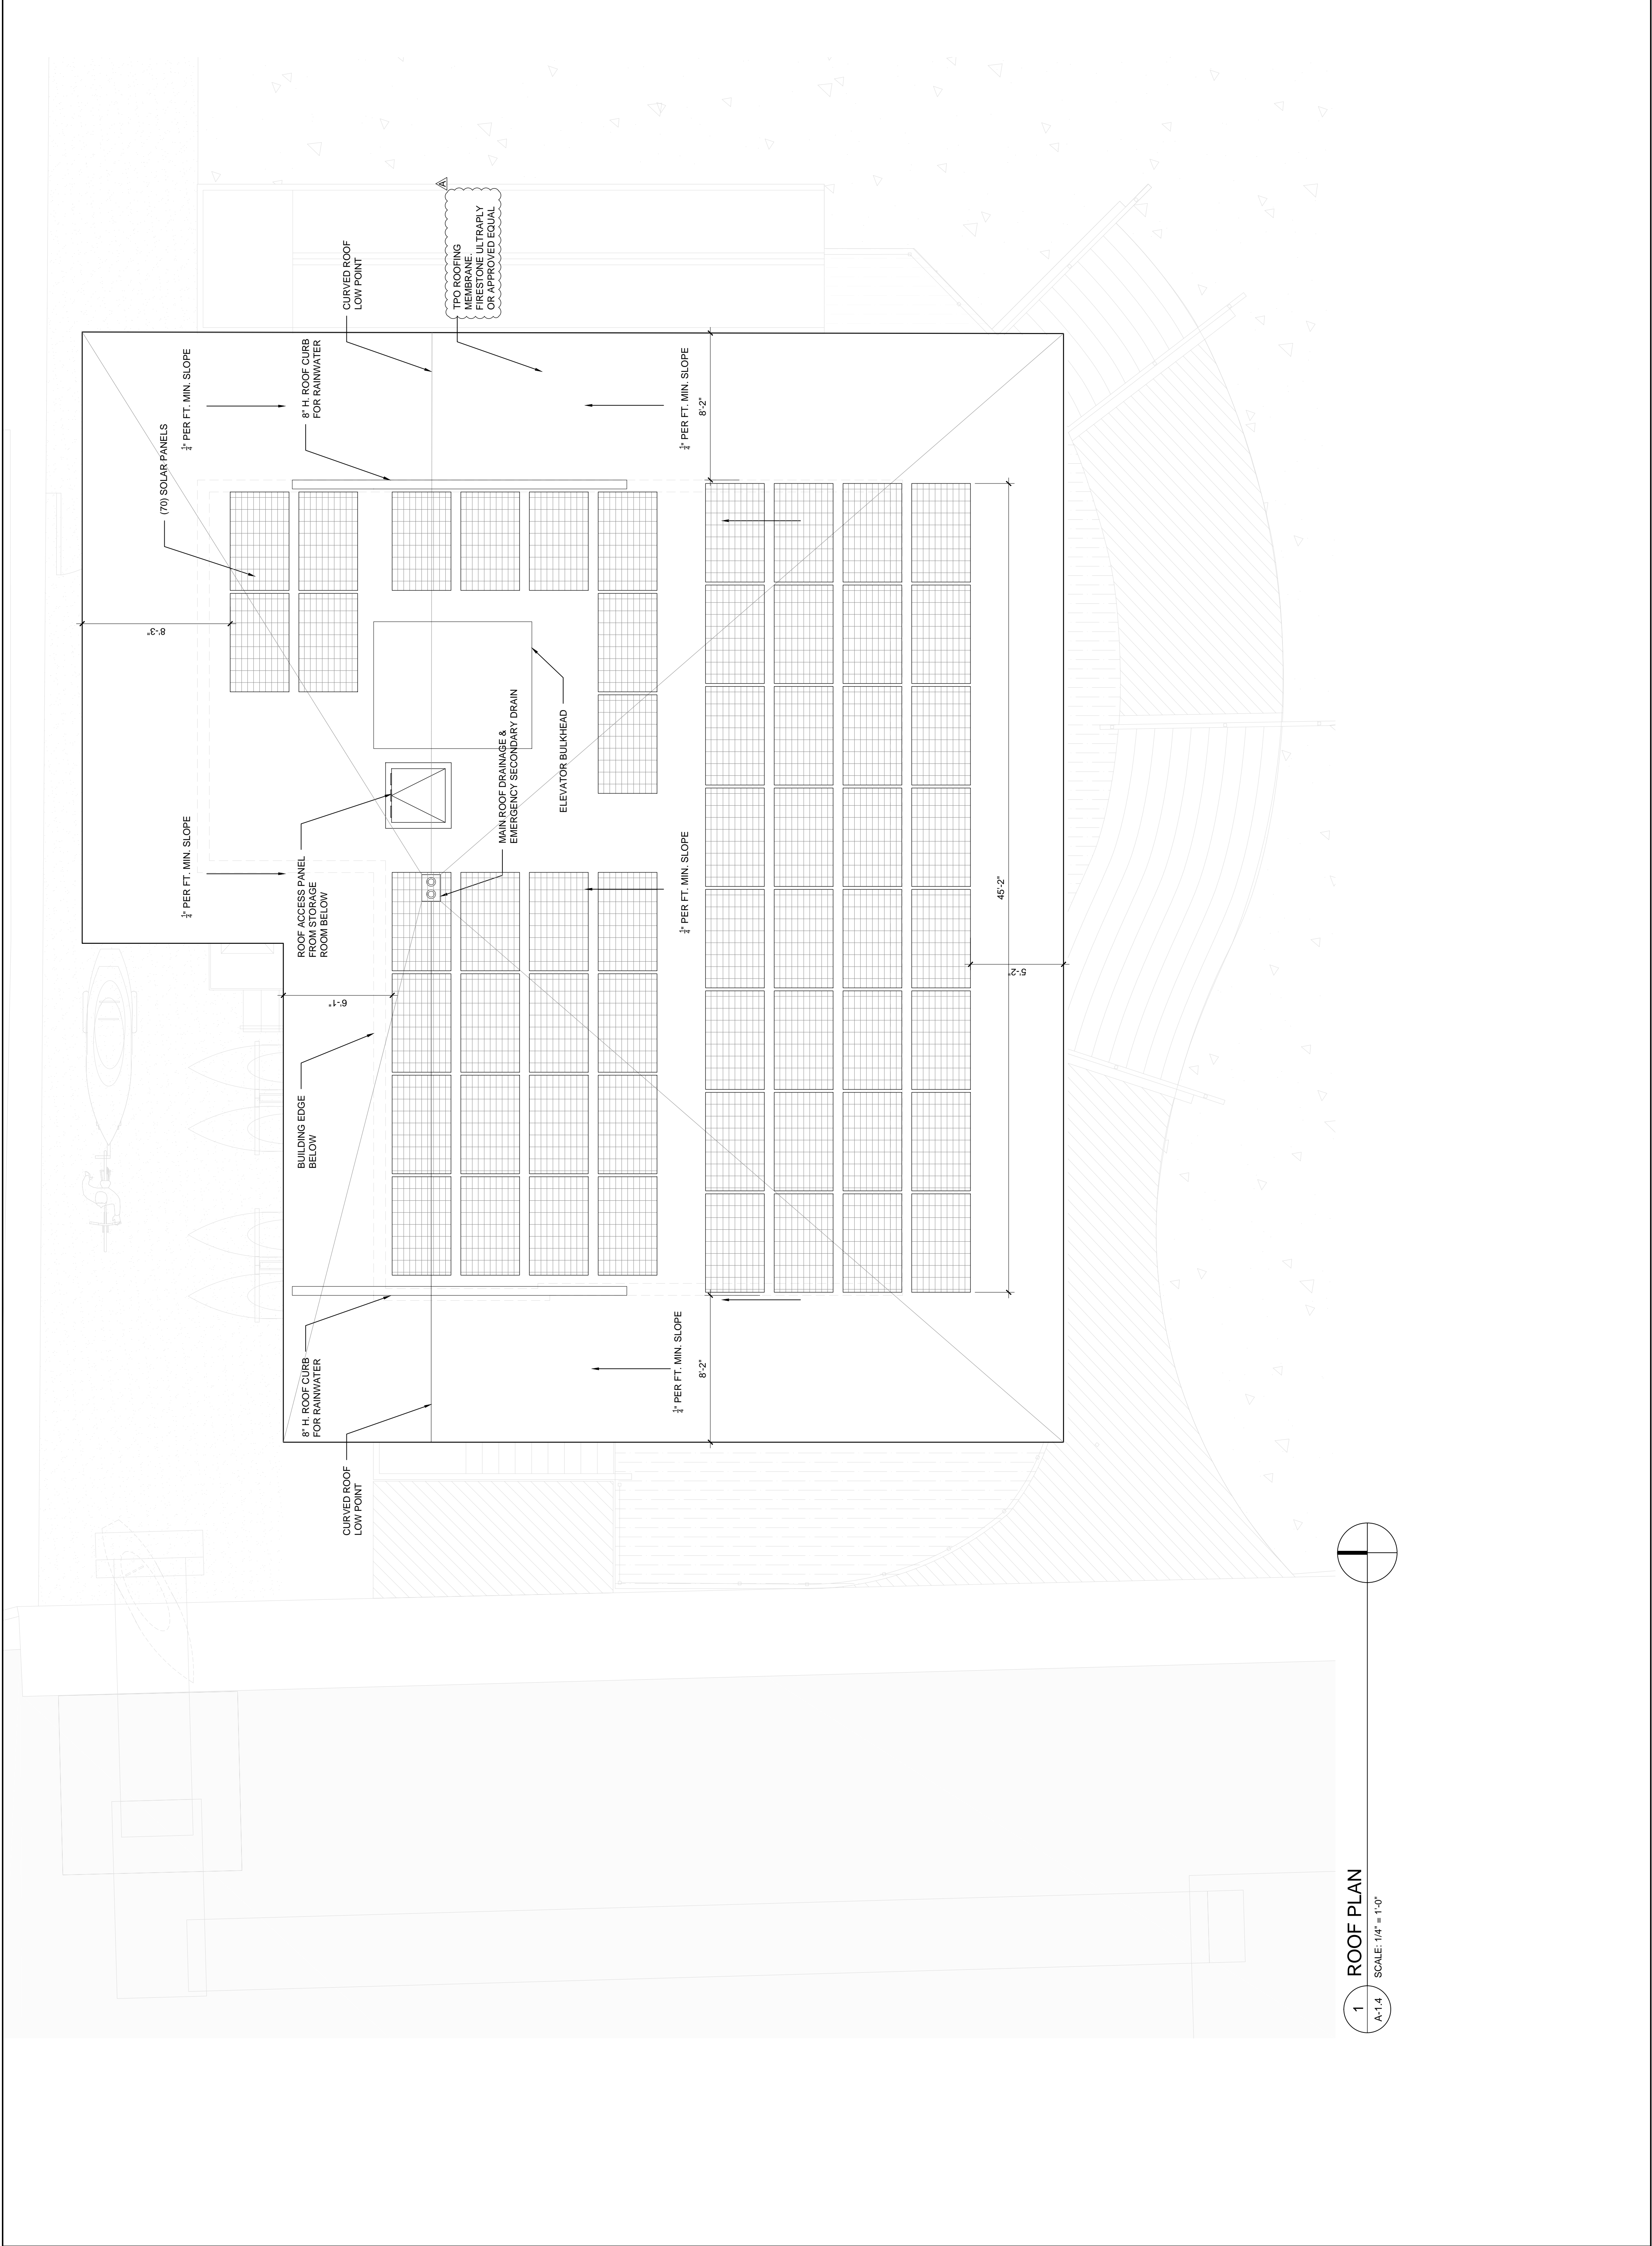 (70) SOLAR PANELS
1/4" PER FT. MIN. SLOPE
8" H. ROOF CURB
FOR RAINWATER
CURVED ROOF
LOW POINT
A
TPO ROOFING
MEMBRANE.
FIRESTONE ULTRAPLY
OR APPROVED EQUAL
1/4" PER FT. MIN. SLOPE
8'-2"
8'-3"
1/4" PER FT. MIN. SLOPE
ROOF ACCESS PANEL
FROM STORAGE
ROOM BELOW
MAIN ROOF DRAINAGE &
EMERGENCY SECONDARY DRAIN
ELEVATOR BULKHEAD
1/4" PER FT. MIN. SLOPE
45'-2"
5'-2"
6'-1"
BUILDING EDGE
BELOW
8" H. ROOF CURB
FOR RAINWATER
CURVED ROOF
LOW POINT
1/4" PER FT. MIN. SLOPE
8'-2"
1
A-1.4
ROOF PLAN
SCALE: 1/4" = 1'-0"